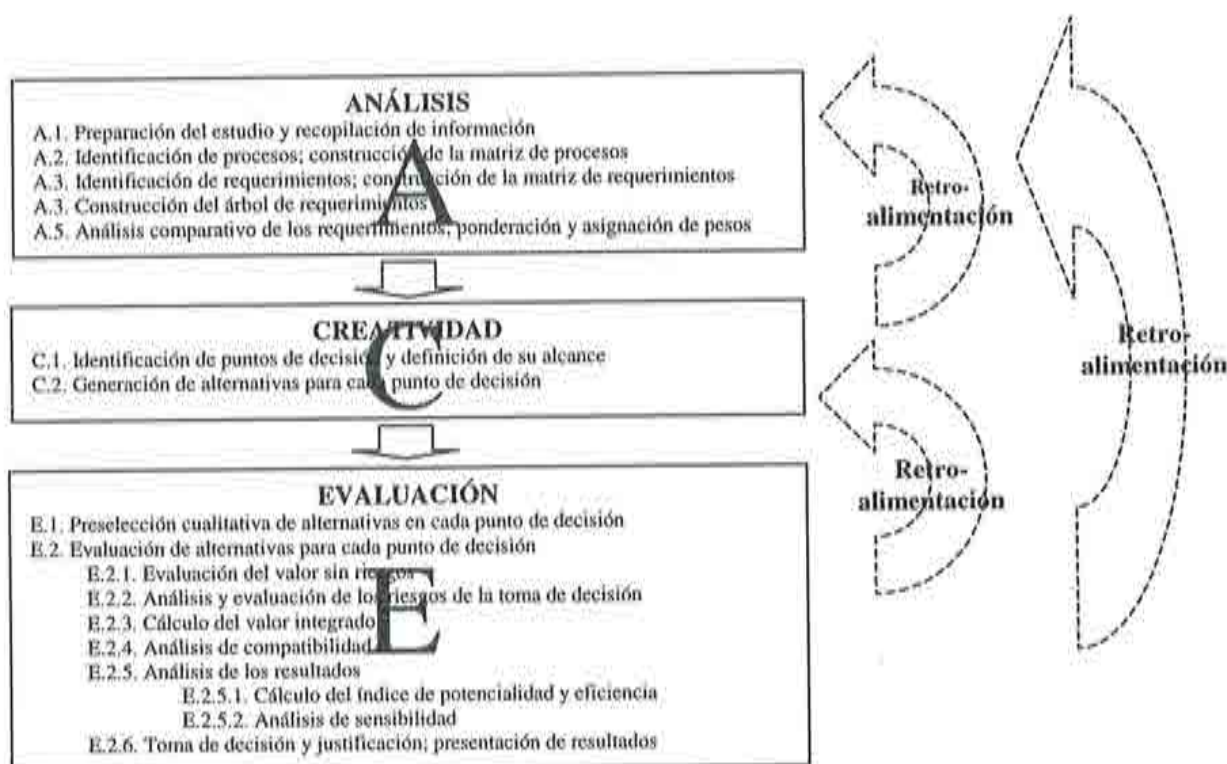 ANÁLISIS
A.1. Preparación del estudio y recopilación de información
A.2. Identificación de procesos; construcción de la matriz de procesos
A.3. Identificación de requerimientos; construcción de la matriz de requerimientos
A.3. Construcción del árbol de requerimientos
A.5. Análisis comparativo de los requerimientos; ponderación y asignación de pesos
A
CREATIVIDAD
C.1. Identificación de puntos de decisión y definición de su alcance
C.2. Generación de alternativas para cada punto de decisión
C
EVALUACIÓN
E.1. Preselección cualitativa de alternativas en cada punto de decisión
E.2. Evaluación de alternativas para cada punto de decisión
E.2.1. Evaluación del valor sin riesgos
E.2.2. Análisis y evaluación de los riesgos de la toma de decisión
E.2.3. Cálculo del valor integrado
E.2.4. Análisis de compatibilidad
E.2.5. Análisis de los resultados
E.2.5.1. Cálculo del índice de potencialidad y eficiencia
E.2.5.2. Análisis de sensibilidad
E.2.6. Toma de decisión y justificación; presentación de resultados
E
Retro-
alimentación
Retro-
alimentación
Retro-
alimentación